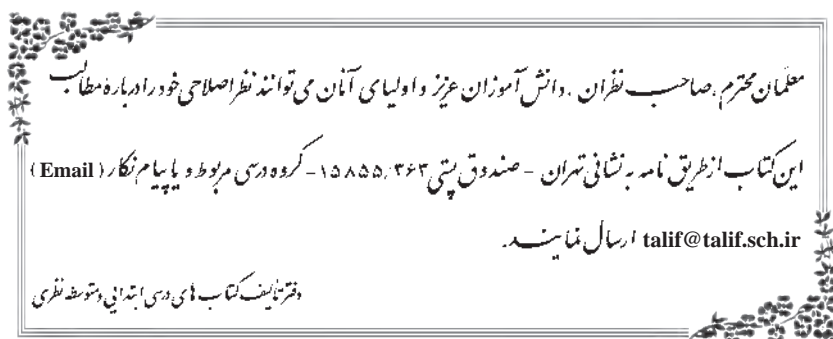 معلّمان محترم، صاحب نظران، دانش‌آموزان عزیز و اولیای آنان می‌توانند نظر اصلاحی خود را درباره مطالب
این کتاب از طریق نامه به نشانی تهران - صندوق پستی ۱۵۸۵۵/۳۶۳ - گروه درسی مربوط و یا پیام نگار (Email)
talif@talif.sch.ir ارسال نمایند.
دفتر تألیف کتاب‌های درسی ابتدایی و متوسطه نظری